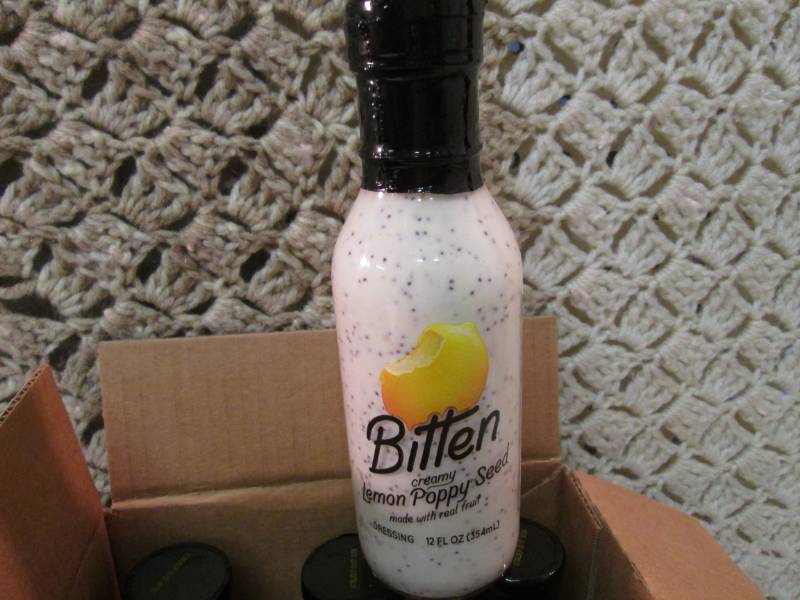 Bitten
creamy
Lemon Poppy Seed
made with real fruit
DRESSING 12 FL OZ (354mL)